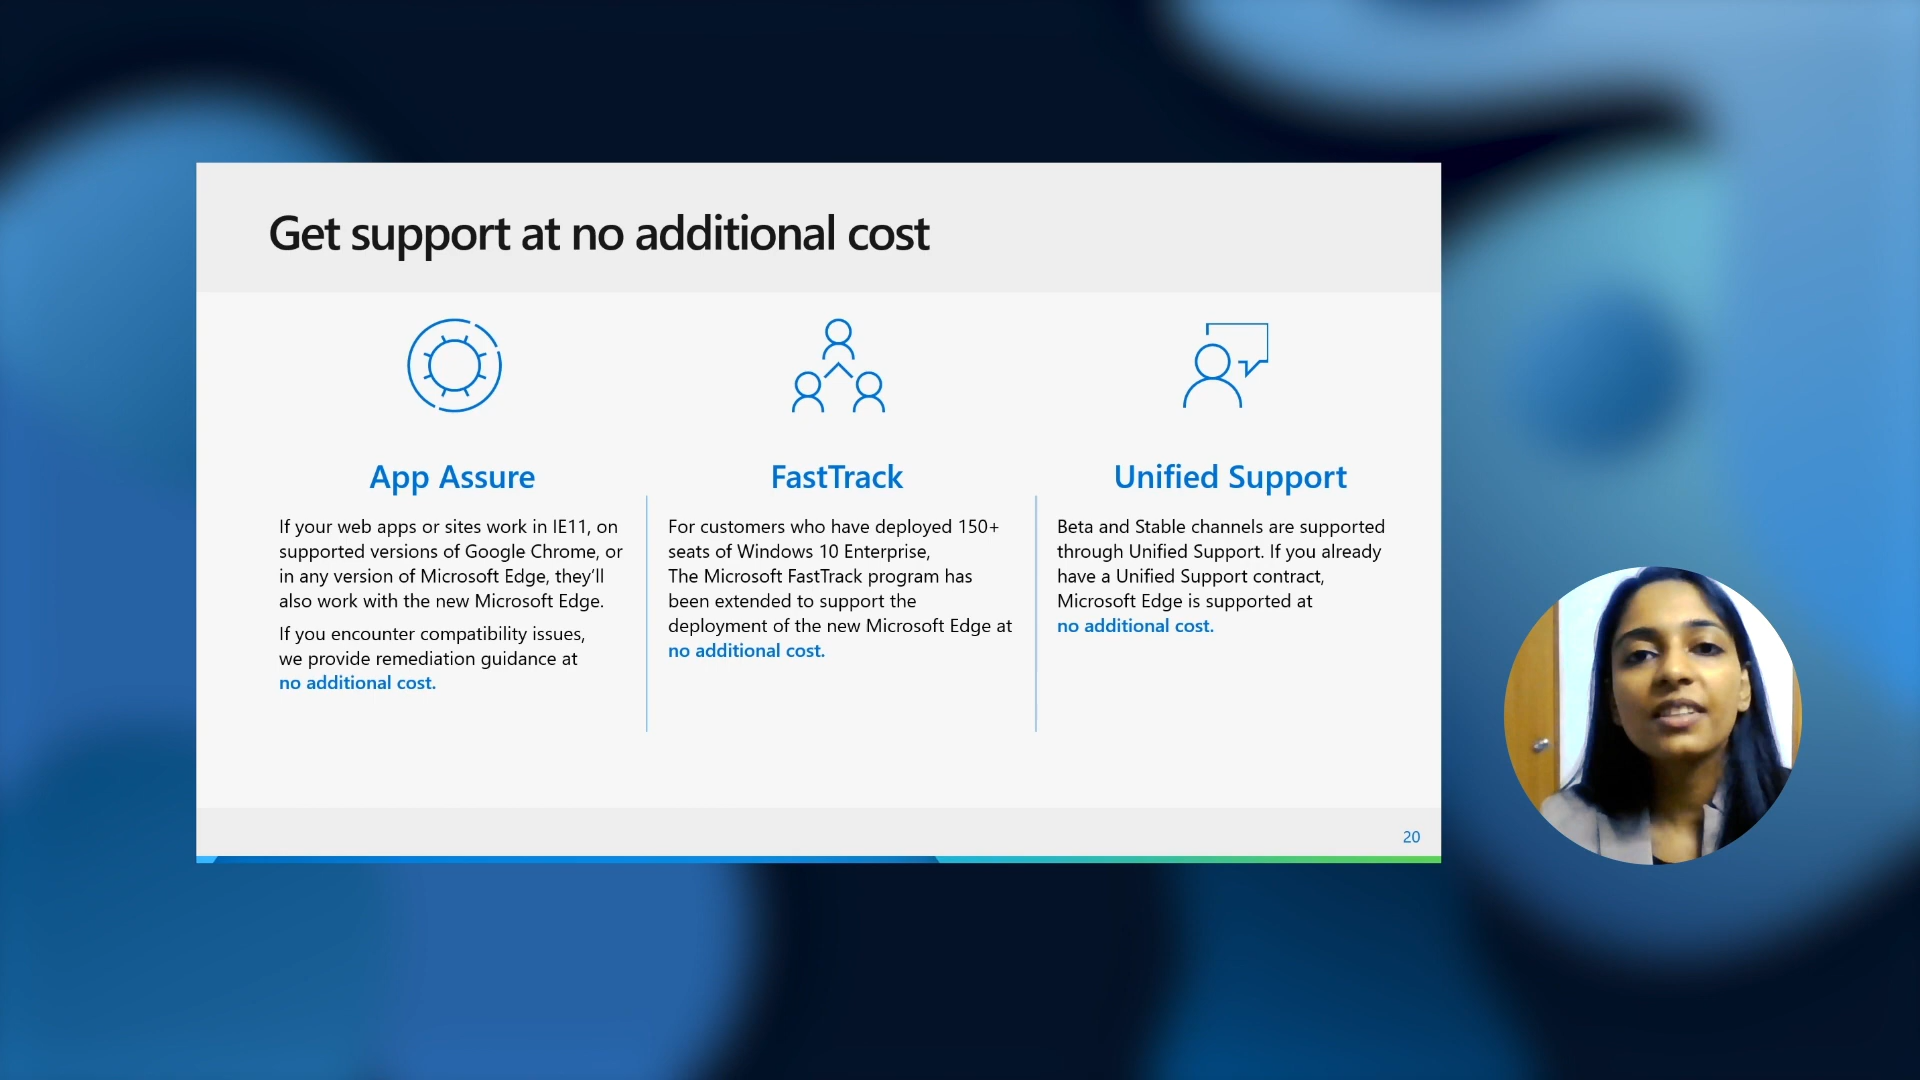 Get support at no additional cost
App Assure
If your web apps or sites work in IE11, on
supported versions of Google Chrome, or
in any version of Microsoft Edge, they’ll
also work with the new Microsoft Edge.
If you encounter compatibility issues,
we provide remediation guidance at
no additional cost.
FastTrack
For customers who have deployed 150+
seats of Windows 10 Enterprise,
The Microsoft FastTrack program has
been extended to support the
deployment of the new Microsoft Edge at
no additional cost.
Unified Support
Beta and Stable channels are supported
through Unified Support. If you already
have a Unified Support contract,
Microsoft Edge is supported at
no additional cost.
20